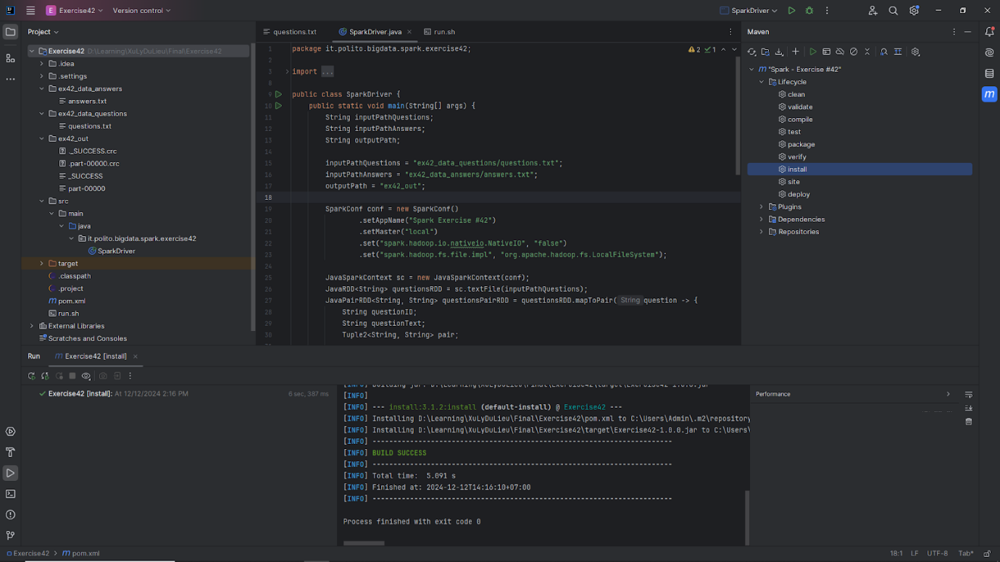 E Exercise42 Version control SparkDriver
Project
Exercise42 D:\Learning\XuLyDuLieu\Final\Exercise42
.idea
.settings
ex42_data_answers
answers.txt
ex42_data_questions
questions.txt
ex42_out
._SUCCESS.crc
.part-00000.crc
_SUCCESS
part-00000
src
main
java
it.polito.bigdata.spark.exercise42
SparkDriver
target
.classpath
.project
pom.xml
run.sh
External Libraries
Scratches and Consoles
questions.txt SparkDriver.java run.sh
2 1
1 package it.polito.bigdata.spark.exercise42;
2
3 import ...
8
9 public class SparkDriver {
10 public static void main(String[] args) {
11 String inputPathQuestions;
12 String inputPathAnswers;
13 String outputPath;
14
15 inputPathQuestions = "ex42_data_questions/questions.txt";
16 inputPathAnswers = "ex42_data_answers/answers.txt";
17 outputPath = "ex42_out";
18
19 SparkConf conf = new SparkConf()
20 .setAppName("Spark Exercise #42")
21 .setMaster("local")
22 .set("spark.hadoop.io.nativeio.NativeIO", "false")
23 .set("spark.hadoop.fs.file.impl", "org.apache.hadoop.fs.LocalFileSystem");
24
25 JavaSparkContext sc = new JavaSparkContext(conf);
26 JavaRDD<String> questionsRDD = sc.textFile(inputPathQuestions);
27 JavaPairRDD<String, String> questionsPairRDD = questionsRDD.mapToPair( String question -> {
28 String questionID;
29 String questionText;
30 Tuple2<String, String> pair;
Maven
m "Spark - Exercise #42"
Lifecycle
clean
validate
compile
test
package
verify
install
site
deploy
Plugins
Dependencies
Repositories
m
Run m Exercise42 [install]
Exercise42 [install]: At 12/12/2024 2:16 PM 6 sec, 387 ms
[INFO] Building jar: D:\Learning\XuLyDuLieu\Final\Exercise42\target\Exercise42-1.0.0.jar
[INFO]
[INFO] --- install:3.1.2:install (default-install) @ Exercise42 ---
[INFO] Installing D:\Learning\XuLyDuLieu\Final\Exercise42\pom.xml to C:\Users\Admin\.m2\repository
[INFO] Installing D:\Learning\XuLyDuLieu\Final\Exercise42\target\Exercise42-1.0.0.jar to C:\Users\
[INFO] ------------------------------------------------------------------------
[INFO] BUILD SUCCESS
[INFO] ------------------------------------------------------------------------
[INFO] Total time:  5.091 s
[INFO] Finished at: 2024-12-12T14:16:10+07:00
[INFO] ------------------------------------------------------------------------
Process finished with exit code 0
Performance
Exercise42 > m pom.xml 18:1 LF UTF-8 Tab*